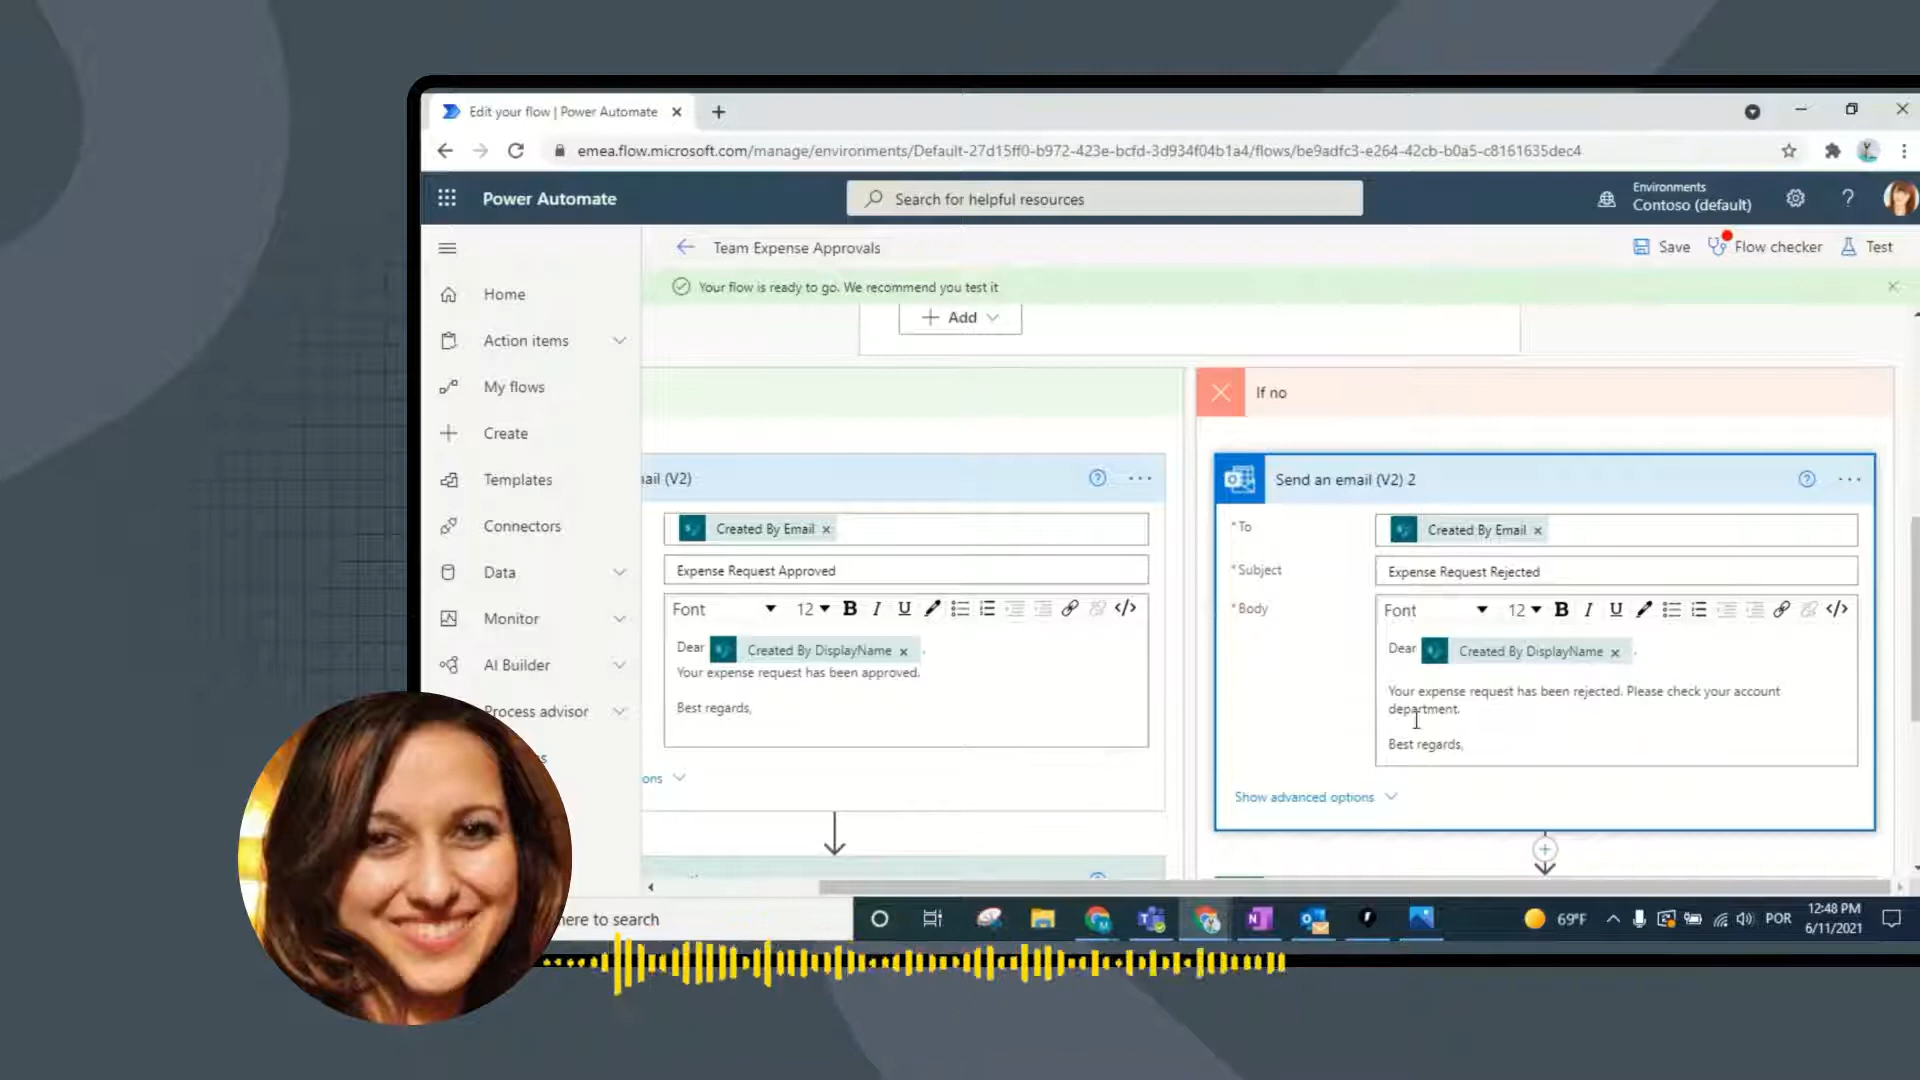 Edit your flow | Power Automate
emea.flow.microsoft.com/manage/environments/Default-27d15ff0-b972-423e-bcfd-3d934f04b1a4/flows/be9adfc3-e264-42cb-b0a5-c8161635dec4
Power Automate
Search for helpful resources
Environments
Contoso (default)
Team Expense Approvals
Save
Flow checker
Test
Your flow is ready to go. We recommend you test it
Home
Action items
My flows
Create
Templates
Connectors
Data
Monitor
AI Builder
Process advisor
Add
ail (V2)
Created By Email
Expense Request Approved
Font 12 B I U </>
Dear Created By DisplayName ,
Your expense request has been approved.
Best regards,
ons
If no
Send an email (V2) 2
* To Created By Email
* Subject Expense Request Rejected
* Body Font 12 B I U </>
Dear Created By DisplayName ,
Your expense request has been rejected. Please check your account
department.
Best regards,
Show advanced options
here to search
69°F
POR
12:48 PM
6/11/2021